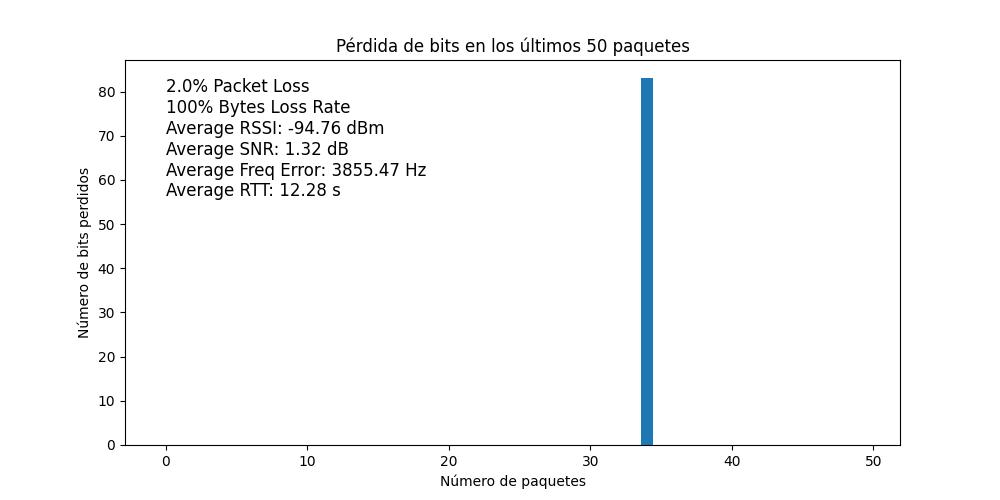 Pérdida de bits en los últimos 50 paquetes
2.0% Packet Loss
100% Bytes Loss Rate
Average RSSI: -94.76 dBm
Average SNR: 1.32 dB
Average Freq Error: 3855.47 Hz
Average RTT: 12.28 s
Número de bits perdidos
80
70
60
50
40
30
20
10
0
0 10 20 30 40 50
Número de paquetes